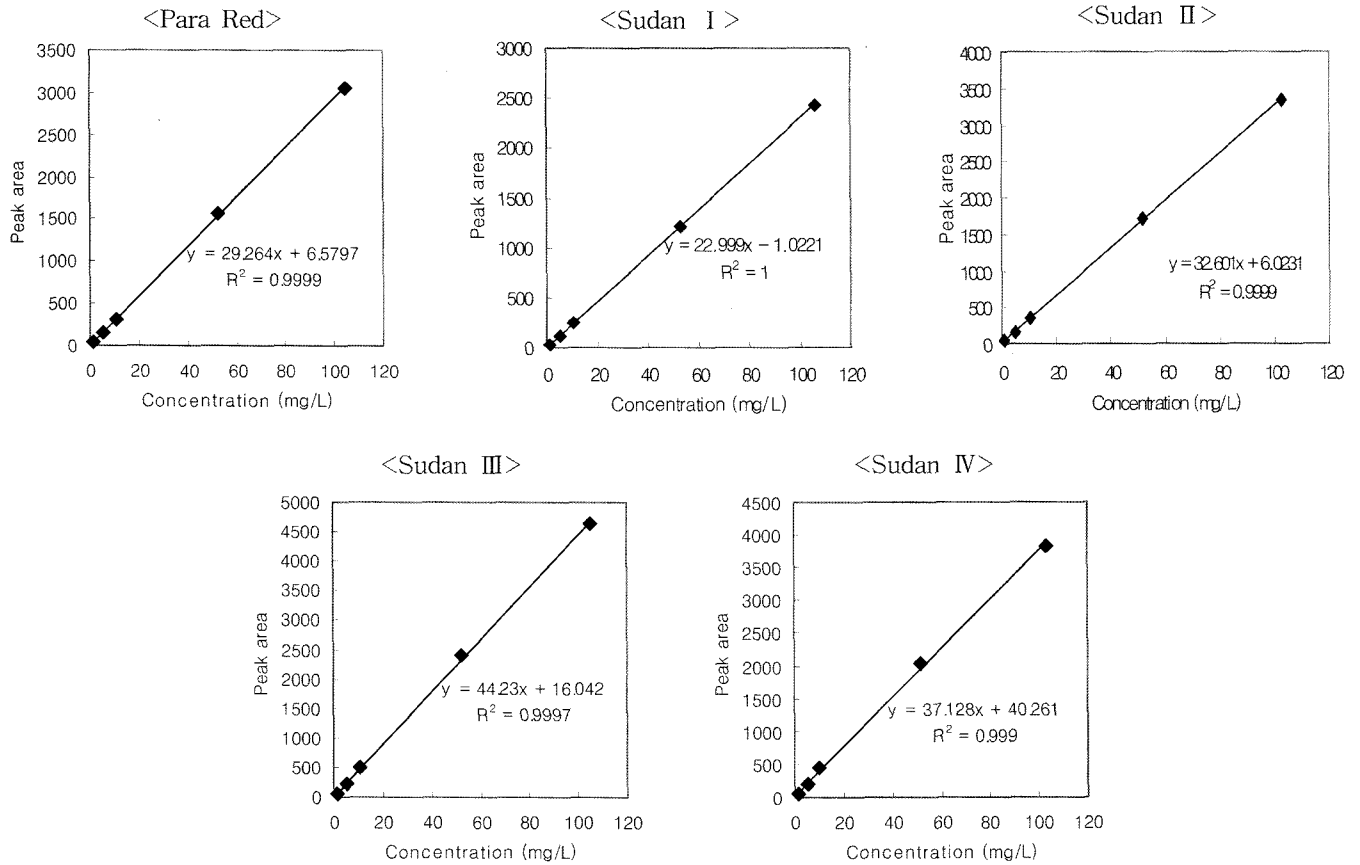 <Para Red>
3500
3000
2500
2000
1500
1000
500
0
Peak area
y = 29.264x + 6.5797
R² = 0.9999
0 20 40 60 80 100 120
Concentration (mg/L)
<Sudan Ⅰ>
3000
2500
2000
1500
1000
500
0
Peak area
y = 22.999x − 1.0221
R² = 1
0 20 40 60 80 100 120
Concentration (mg/L)
<Sudan Ⅱ>
4000
3500
3000
2500
2000
1500
1000
500
0
Peak area
y = 32.601x + 6.0231
R² = 0.9999
0 20 40 60 80 100 120
Concentration (mg/L)
<Sudan Ⅲ>
5000
4500
4000
3500
3000
2500
2000
1500
1000
500
0
Peak area
y = 44.23x + 16.042
R² = 0.9997
0 20 40 60 80 100 120
Concentration (mg/L)
<Sudan Ⅳ>
4500
4000
3500
3000
2500
2000
1500
1000
500
0
Peak area
y = 37.128x + 40.261
R² = 0.999
0 20 40 60 80 100 120
Concentration (mg/L)